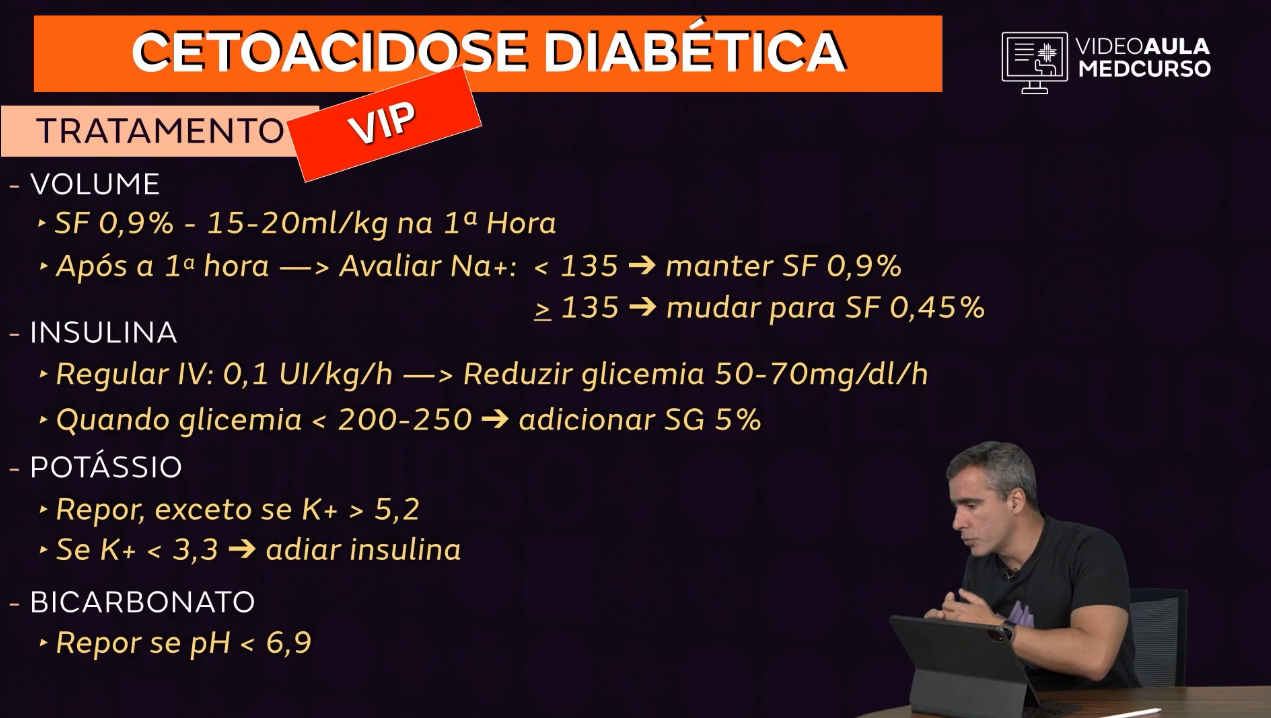 CETOACIDOSE DIABÉTICA
VIDEOAULA
MEDCURSO
TRATAMENTO
VIP
- VOLUME
‣ SF 0,9% - 15-20ml/kg na 1ª Hora
‣ Após a 1ª hora —> Avaliar Na+: < 135 ➔ manter SF 0,9%
≥ 135 ➔ mudar para SF 0,45%
- INSULINA
‣ Regular IV: 0,1 UI/kg/h —> Reduzir glicemia 50-70mg/dl/h
‣ Quando glicemia < 200-250 ➔ adicionar SG 5%
- POTÁSSIO
‣ Repor, exceto se K+ > 5,2
‣ Se K+ < 3,3 ➔ adiar insulina
- BICARBONATO
‣ Repor se pH < 6,9